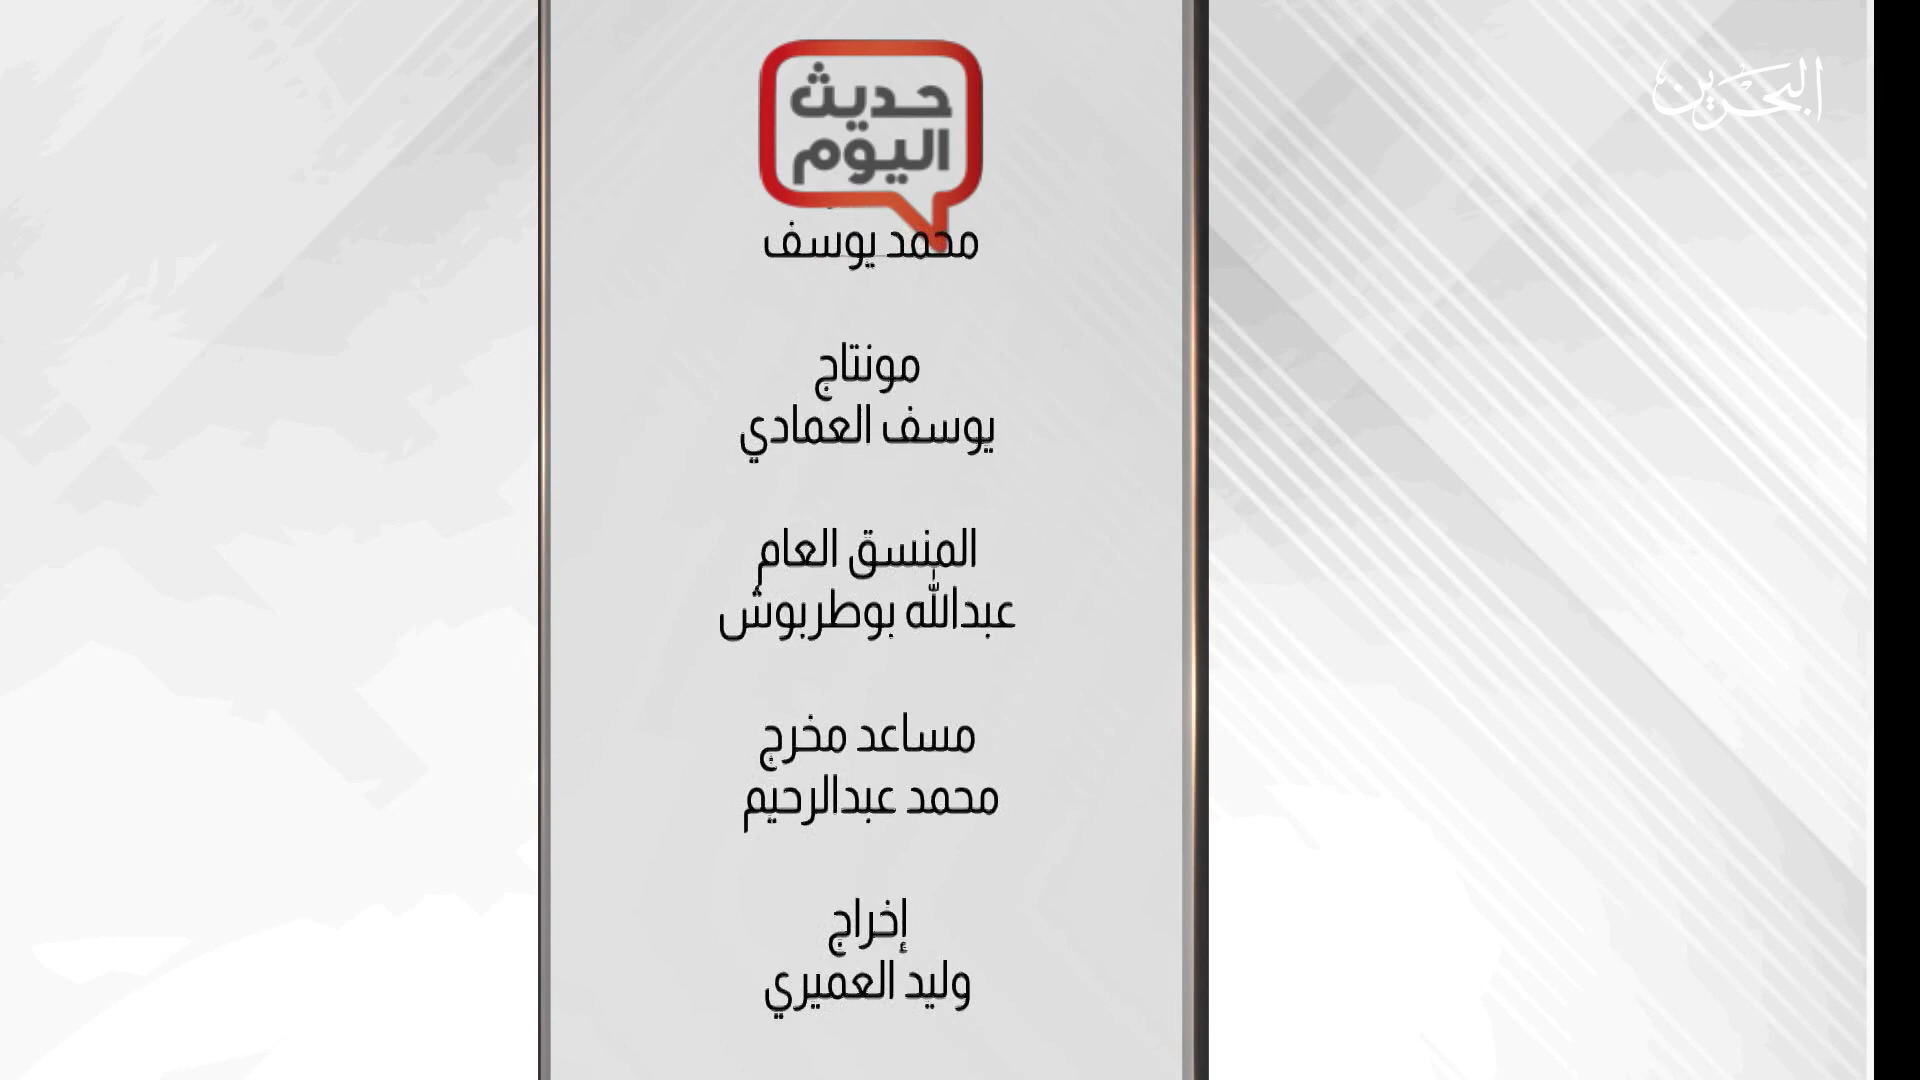 حديث
اليوم
البحرين
محمد يوسف
مونتاج
يوسف العمادي
المنسق العام
عبدالله بوطربوش
مساعد مخرج
محمد عبدالرحيم
إخراج
وليد العميري